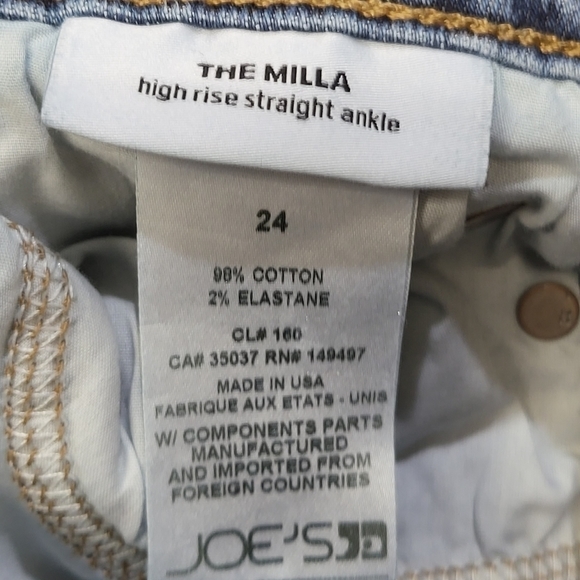 THE MILLA
high rise straight ankle
24
98% COTTON
2% ELASTANE
CL# 160
CA# 35037 RN# 149497
MADE IN USA
FABRIQUE AUX ETATS - UNIS
W/ COMPONENTS PARTS
MANUFACTURED
AND IMPORTED FROM
FOREIGN COUNTRIES
JOE'S